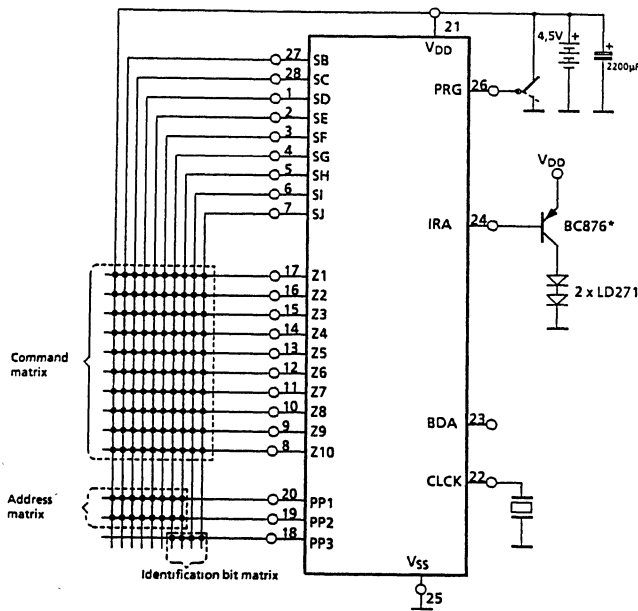 21
VDD
4,5V
+
+
2200µF
27 SB
28 SC
1 SD
2 SE
3 SF
4 SG
5 SH
6 SI
7 SJ
PRG 26
VDD
IRA 24
BC876*
2 x LD271
17 Z1
16 Z2
15 Z3
14 Z4
13 Z5
12 Z6
11 Z7
10 Z8
9 Z9
8 Z10
Command
matrix
BDA 23
CLCK 22
20 PP1
19 PP2
18 PP3
Address
matrix
Identification bit matrix
VSS
25